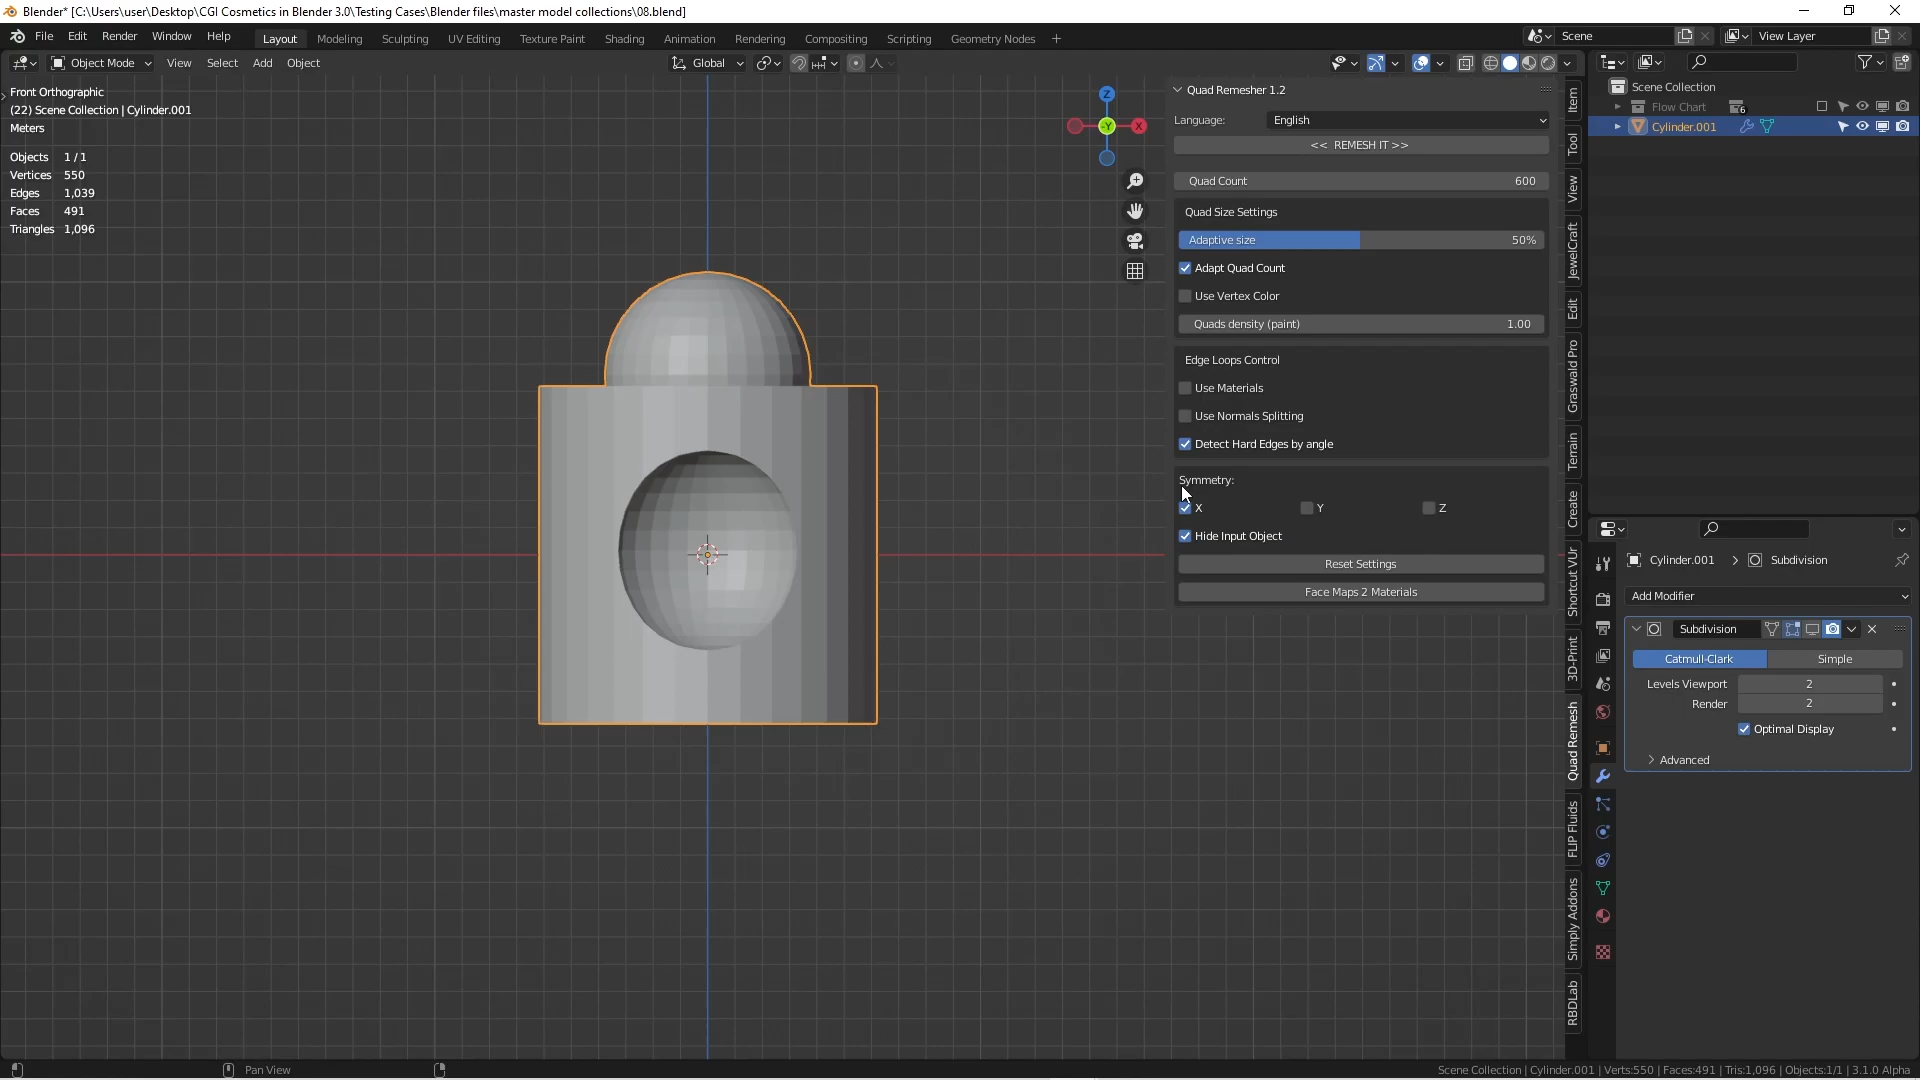 Blender* [C:\Users\user\Desktop\CGI Cosmetics in Blender 3.0\Testing Cases\Blender files\master model collections\08.blend]
File Edit Render Window Help Layout Modeling Sculpting UV Editing Texture Paint Shading Animation Rendering Compositing Scripting Geometry Nodes + Scene View Layer
Object Mode View Select Add Object Global
Front Orthographic
(22) Scene Collection | Cylinder.001
Meters
Objects 1/1
Vertices 550
Edges 1,039
Faces 491
Triangles 1,096
Z
-Y X
Quad Remesher 1.2
Language: English
<< REMESH IT >>
Quad Count 600
Quad Size Settings
Adaptive size 50%
Adapt Quad Count
Use Vertex Color
Quads density (paint) 1.00
Edge Loops Control
Use Materials
Use Normals Splitting
Detect Hard Edges by angle
Symmetry:
X Y Z
Hide Input Object
Reset Settings
Face Maps 2 Materials
Item
Tool
View
JewelCraft
Edit
Graswald Pro
Terrain
Create
Shortcut VUr
3D-Print
Quad Remesh
FLIP Fluids
Simply Addons
RBDLab
Scene Collection
Flow Chart 6
Cylinder.001
Cylinder.001 > Subdivision
Add Modifier
Subdivision
Catmull-Clark Simple
Levels Viewport 2
Render 2
Optimal Display
Advanced
Pan View
Scene Collection | Cylinder.001 | Verts:550 | Faces:491 | Tris:1,096 | Objects:1/1 | 3.1.0 Alpha